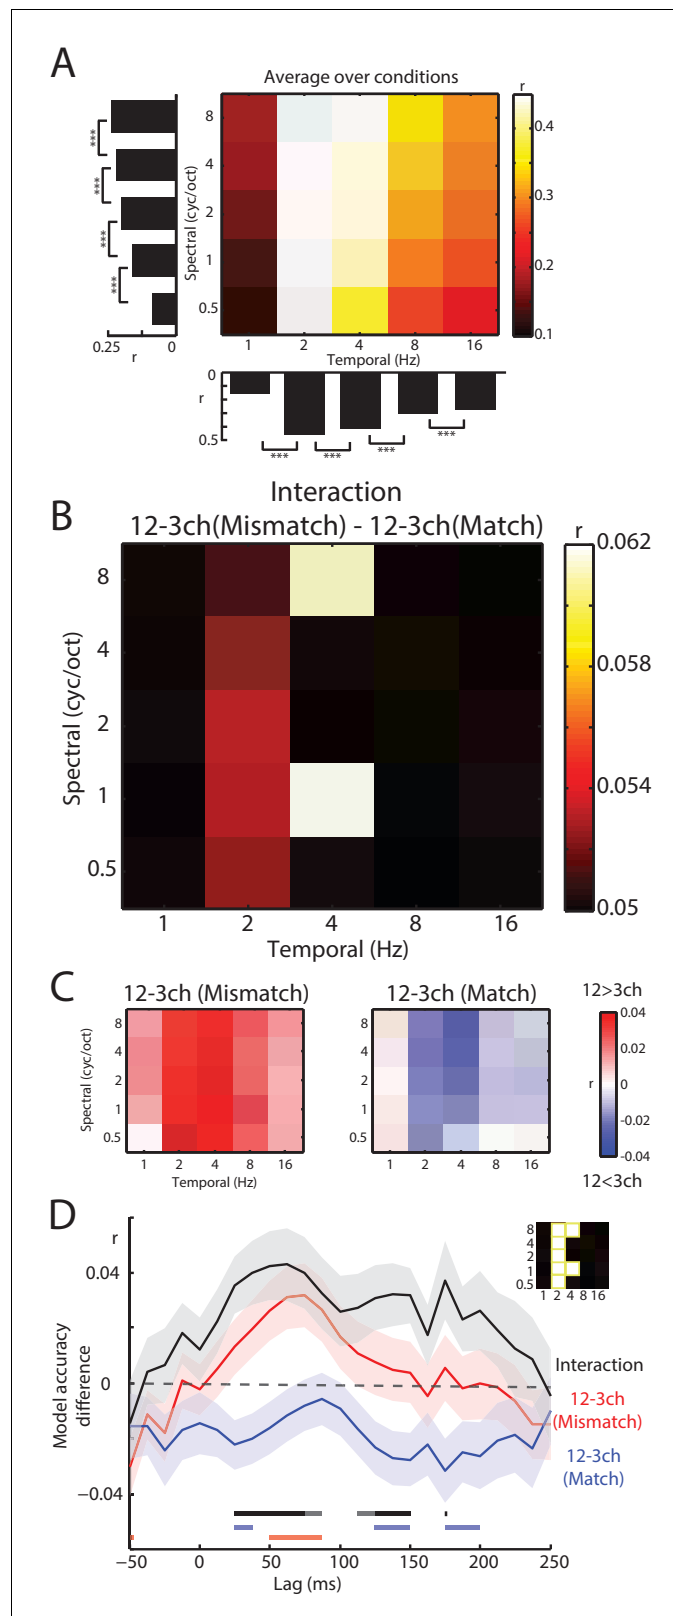 A
Average over conditions
r
Spectral (cyc/oct)
8
4
2
1
0.5
0.4
0.3
0.2
0.1
***
***
***
***
0.25
0
r
1
2
4
8
16
Temporal (Hz)
0
r
0.5
***
***
***
***
Interaction
B
12-3ch(Mismatch) - 12-3ch(Match)
r
0.062
0.058
0.054
0.05
Spectral (cyc/oct)
8
4
2
1
0.5
1
2
4
8
16
Temporal (Hz)
C
12-3ch (Mismatch)
12-3ch (Match)
12>3ch
Spectral (cyc/oct)
8
4
2
1
0.5
1
2
4
8
16
Temporal (Hz)
8
4
2
1
0.5
1
2
4
8
16
0.04
0.02
0
-0.02
-0.04
r
12<3ch
D
r
0.04
0
−0.04
Model accuracy
difference
8
4
2
1
0.5
1
2
4
8
16
Interaction
12-3ch
(Mismatch)
12-3ch
(Match)
−50
0
50
100
150
200
250
Lag (ms)